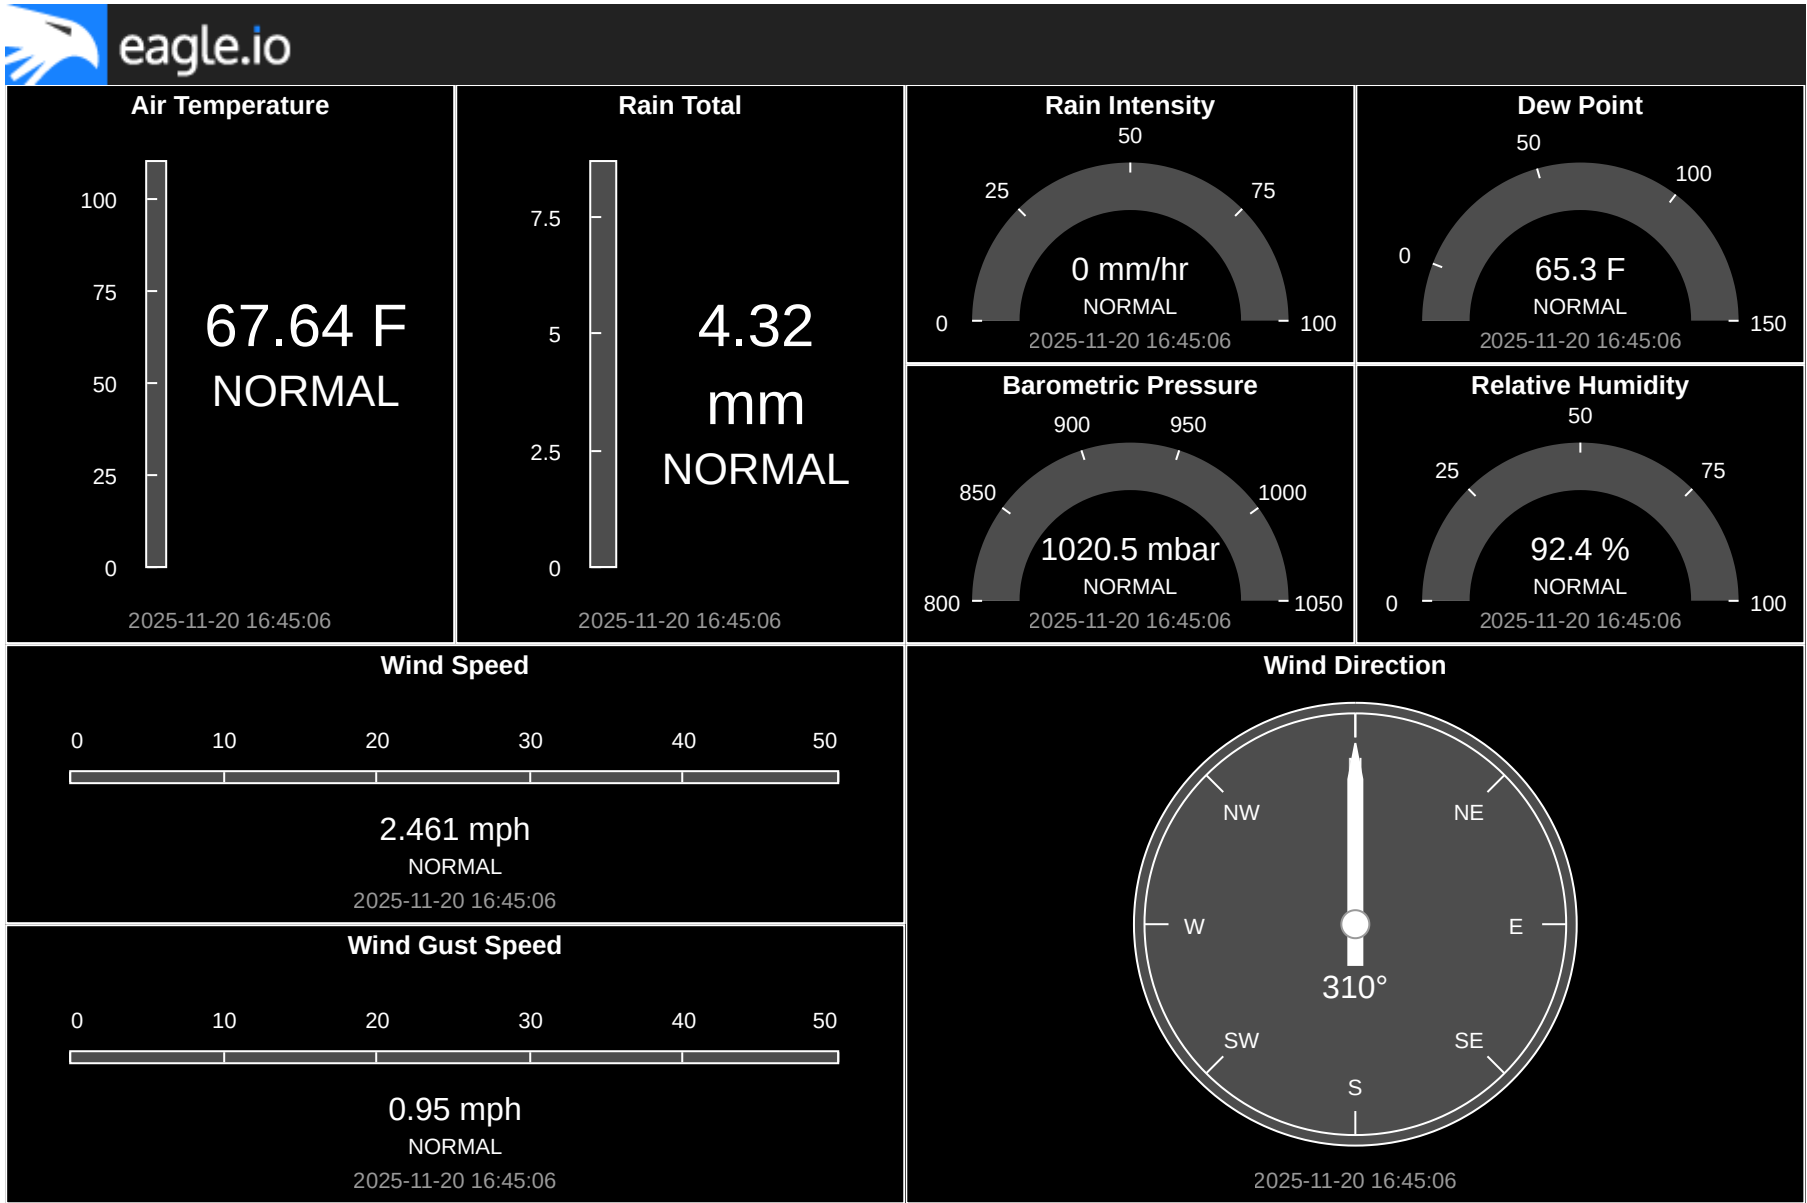 eagle.io
Air Temperature
100
75
50
25
0
67.64 F
NORMAL
2025-11-20 16:45:06
Rain Total
7.5
5
2.5
0
4.32
mm
NORMAL
2025-11-20 16:45:06
Rain Intensity
0
25
50
75
100
0 mm/hr
NORMAL
2025-11-20 16:45:06
Dew Point
0
50
100
150
65.3 F
NORMAL
2025-11-20 16:45:06
Barometric Pressure
800
850
900
950
1000
1050
1020.5 mbar
NORMAL
2025-11-20 16:45:06
Relative Humidity
0
25
50
75
100
92.4 %
NORMAL
2025-11-20 16:45:06
Wind Speed
0 10 20 30 40 50
2.461 mph
NORMAL
2025-11-20 16:45:06
Wind Gust Speed
0 10 20 30 40 50
0.95 mph
NORMAL
2025-11-20 16:45:06
Wind Direction
NW NE
W E
310°
SW SE
S
2025-11-20 16:45:06